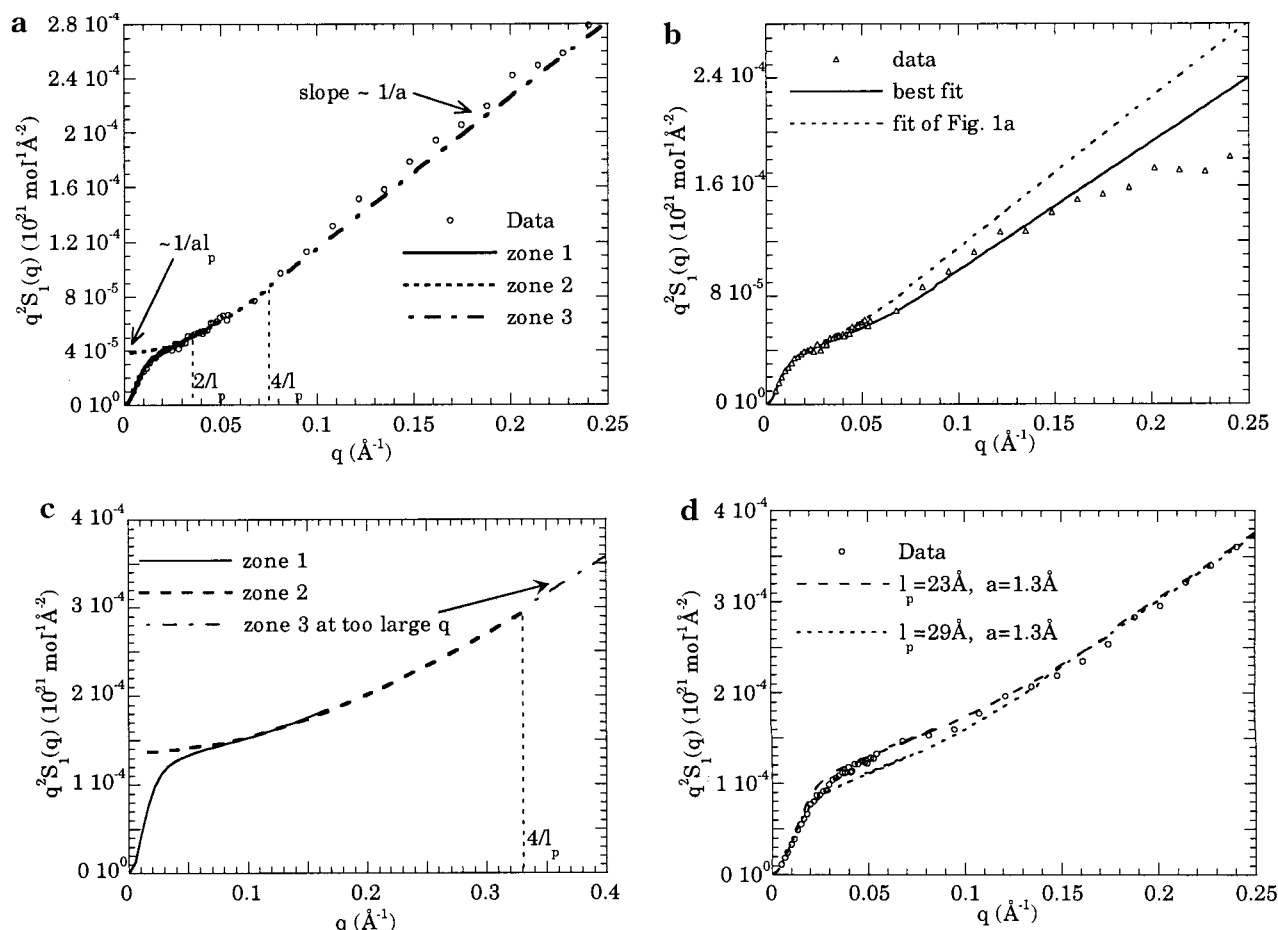 a
2.8 10⁻⁴
2.4 10⁻⁴
2 10⁻⁴
1.6 10⁻⁴
1.2 10⁻⁴
8 10⁻⁵
4 10⁻⁵
0 10⁰
q²S₁(q) (10²¹ mol¹Å⁻²)
slope ~ 1/a
~1/alₚ
Data
zone 1
zone 2
zone 3
2/lₚ
4/lₚ
0
0.05
0.1
0.15
0.2
0.25
q (Å⁻¹)
b
2.4 10⁻⁴
1.6 10⁻⁴
8 10⁻⁵
0 10⁰
q²S₁(q) (10²¹ mol¹Å⁻²)
data
best fit
fit of Fig. 1a
0
0.05
0.1
0.15
0.2
0.25
q (Å⁻¹)
c
4 10⁻⁴
3 10⁻⁴
2 10⁻⁴
1 10⁻⁴
0 10⁰
q²S₁(q) (10²¹ mol¹Å⁻²)
zone 1
zone 2
zone 3 at too large q
4/lₚ
0
0.1
0.2
0.3
0.4
q (Å⁻¹)
d
4 10⁻⁴
3 10⁻⁴
2 10⁻⁴
1 10⁻⁴
0 10⁰
q²S₁(q) (10²¹ mol¹Å⁻²)
Data
lₚ=23Å, a=1.3Å
lₚ=29Å, a=1.3Å
0
0.05
0.1
0.15
0.2
0.25
q (Å⁻¹)